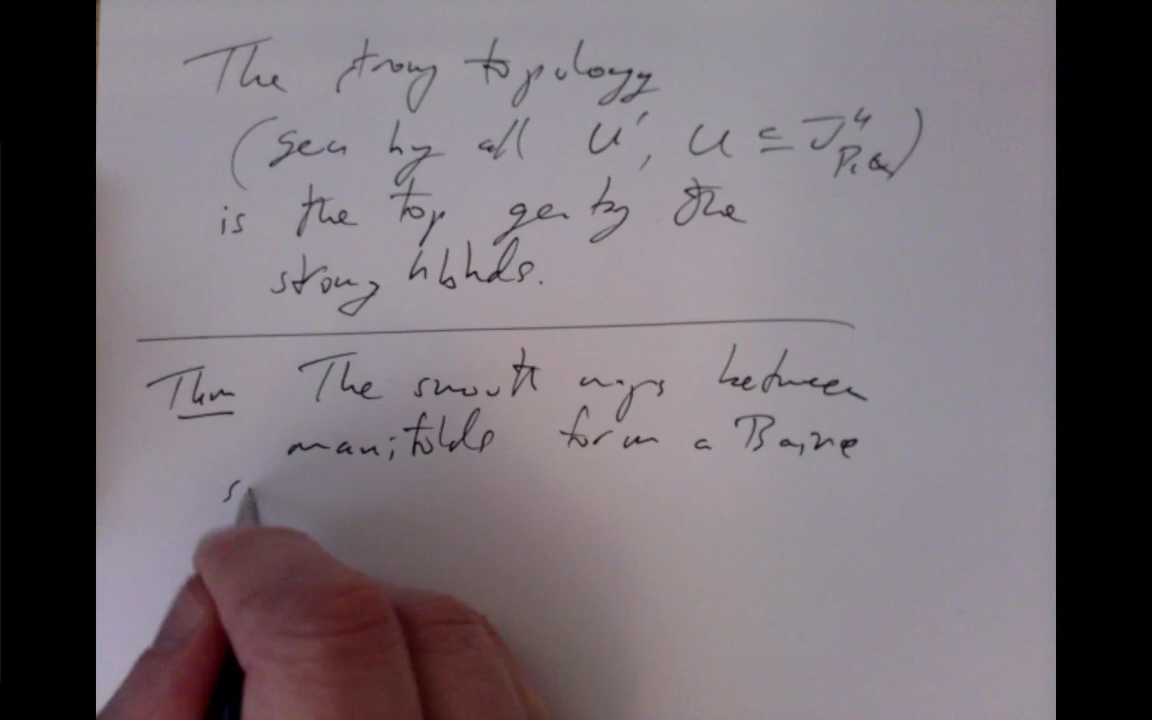 The strong topology
(gen by all U', U ⊆ J^4_{P,Q})
is the top gen by the
strong nbhds.
Thm The smooth maps between
manifolds form a Baire
s